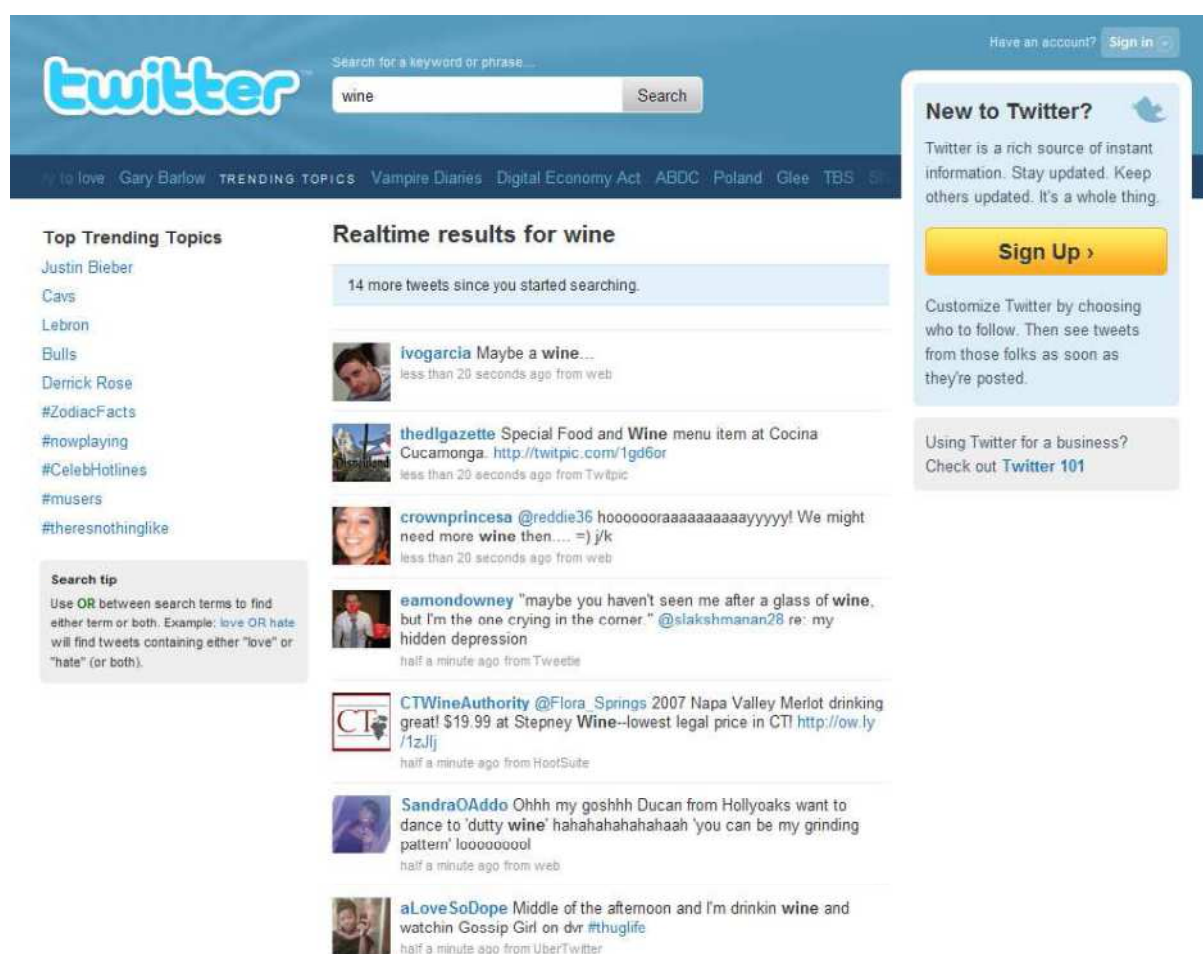 Have an account? Sign in
twitter
Search for a keyword or phrase...
wine
Search
to love Gary Barlow TRENDING TOPICS Vampire Diaries Digital Economy Act ABDC Poland Glee TBS
Top Trending Topics
Justin Bieber
Cavs
Lebron
Bulls
Derrick Rose
#ZodiacFacts
#nowplaying
#CelebHotlines
#musers
#theresnothinglike
Search tip
Use OR between search terms to find
either term or both. Example: love OR hate
will find tweets containing either "love" or
"hate" (or both).
Realtime results for wine
14 more tweets since you started searching.
ivogarcia Maybe a wine...
less than 20 seconds ago from web
thedlgazette Special Food and Wine menu item at Cocina
Cucamonga. http://twitpic.com/1gd6or
less than 20 seconds ago from Twitpic
crownprincesa @reddie36 hooooooraaaaaaaaaayyyyy! We might
need more wine then.... =) j/k
less than 20 seconds ago from web
eamondowney "maybe you haven't seen me after a glass of wine,
but I'm the one crying in the corner." @slakshmanan28 re: my
hidden depression
half a minute ago from Tweetie
CT
CTWineAuthority @Flora_Springs 2007 Napa Valley Merlot drinking
great! $19.99 at Stepney Wine--lowest legal price in CT! http://ow.ly
/1zJlj
half a minute ago from HootSuite
SandraOAddo Ohhh my goshhh Ducan from Hollyoaks want to
dance to 'dutty wine' hahahahahahahaah 'you can be my grinding
pattern' looooooool
half a minute ago from web
aLoveSoDope Middle of the afternoon and I'm drinkin wine and
watchin Gossip Girl on dvr #thuglife
half a minute ago from UberTwitter
New to Twitter?
Twitter is a rich source of instant
information. Stay updated. Keep
others updated. It's a whole thing.
Sign Up ›
Customize Twitter by choosing
who to follow. Then see tweets
from those folks as soon as
they're posted.
Using Twitter for a business?
Check out Twitter 101